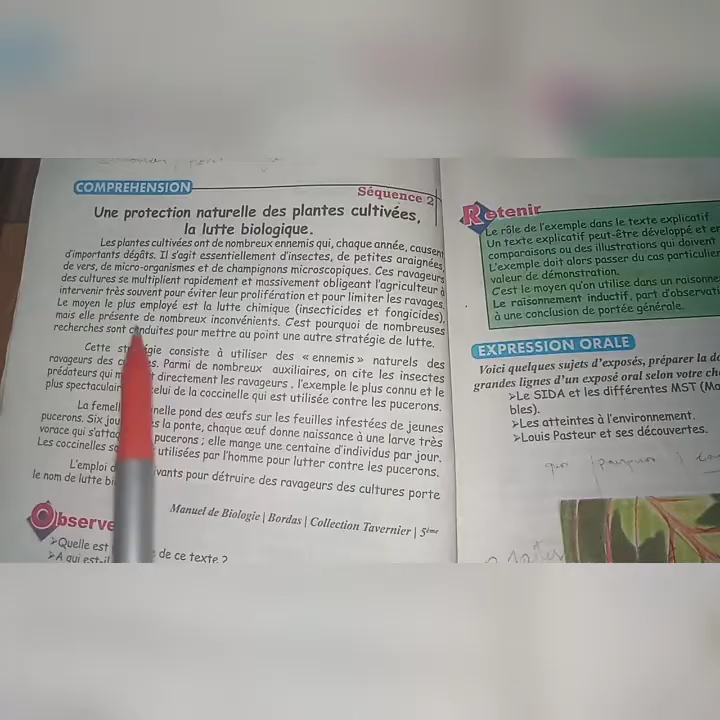 COMPREHENSION
Séquence 2
Une protection naturelle des plantes cultivées,
la lutte biologique.
Les plantes cultivées ont de nombreux ennemis qui, chaque année, causent
d'importants dégâts. Il s'agit essentiellement d'insectes, de petites araignées,
de vers, de micro-organismes et de champignons microscopiques. Ces ravageurs
des cultures se multiplient rapidement et massivement obligeant l'agriculteur à
intervenir très souvent pour éviter leur prolifération et pour limiter les ravages.
Le moyen le plus employé est la lutte chimique (insecticides et fongicides),
mais elle présente de nombreux inconvénients. C'est pourquoi de nombreuses
recherches sont conduites pour mettre au point une autre stratégie de lutte.
Cette consiste à utiliser des « ennemis » naturels des
ravageurs des Parmi de nombreux auxiliaires, on cite les insectes
prédateurs qui directement les ravageurs , l'exemple le plus connu et le
plus celui de la coccinelle qui est utilisée contre les pucerons.
La pond des œufs sur les feuilles infestées de jeunes
pucerons. Six la ponte, chaque œuf donne naissance à une larve très
vorace qui pucerons ; elle mange une centaine d'individus par jour.
Les coccinelles utilisées par l'homme pour lutter contre les pucerons.
L'emploi pour détruire des ravageurs des cultures porte
le nom de lutte
Manuel de Biologie | Bordas | Collection Tavernier | 5ème
Observe
➢Quelle est de ce texte ?
➢A qui
Retenir
Le rôle de l'exemple dans le texte explicatif
Un texte explicatif peut-être développé et
comparaisons ou des illustrations qui doivent
L'exemple doit alors passer du cas particulier
valeur de démonstration.
C'est le moyen qu'on utilise dans un
Le raisonnement inductif, part
à une conclusion de portée générale.
EXPRESSION ORALE
Voici quelques sujets d'exposés, préparer la
grandes lignes d'un exposé oral selon votre
➢Le SIDA et les différentes MST
bles).
➢Les atteintes à l'environnement.
➢Louis Pasteur et ses découvertes.